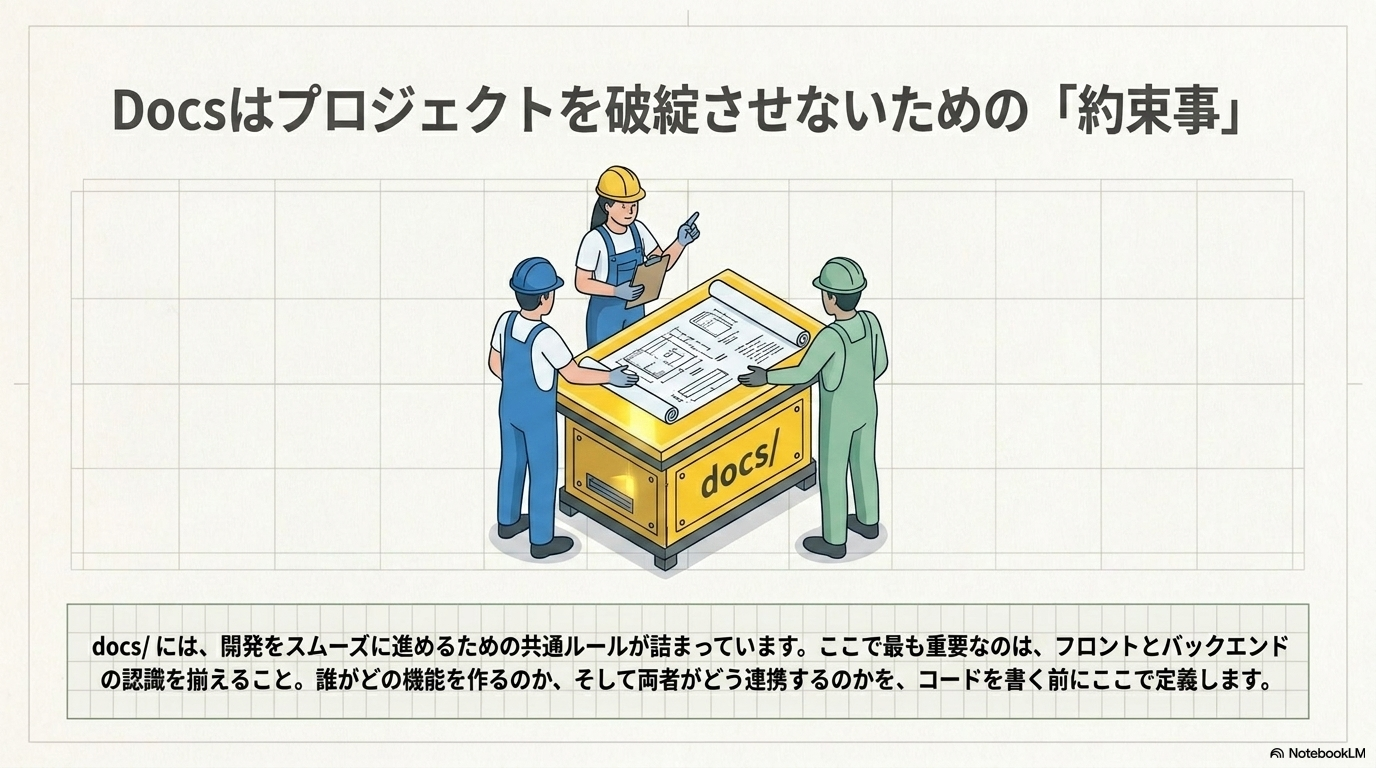 Docsはプロジェクトを破綻させないための「約束事」
docs/
docs/ には、開発をスムーズに進めるための共通ルールが詰まっています。ここで最も重要なのは、フロントとバックエンド
の認識を揃えること。誰がどの機能を作るのか、そして両者がどう連携するのかを、コードを書く前にここで定義します。
NotebookLM